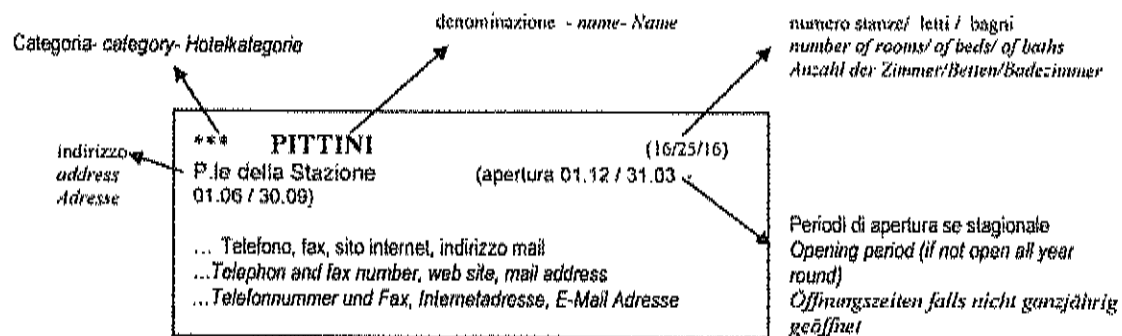 denominazione - name- Name
numero stanze/ letti / bagni
number of rooms/ of beds/ of baths
Anzahl der Zimmer/Betten/Badezimmer
Categoria- category- Hotelkategorie
*** PITTINI (16/25/16)
indirizzo
address
Adresse
P.le della Stazione (apertura 01.12 / 31.03 -
01.06 / 30.09)
... Telefono, fax, sito internet, indirizzo mail
...Telephon and fax number, web site, mail address
...Telefonnummer und Fax, Internetadresse, E-Mail Adresse
Periodi di apertura se stagionale
Opening period (if not open all year
round)
Öffnungszeiten falls nicht ganzjährig
geöffnet